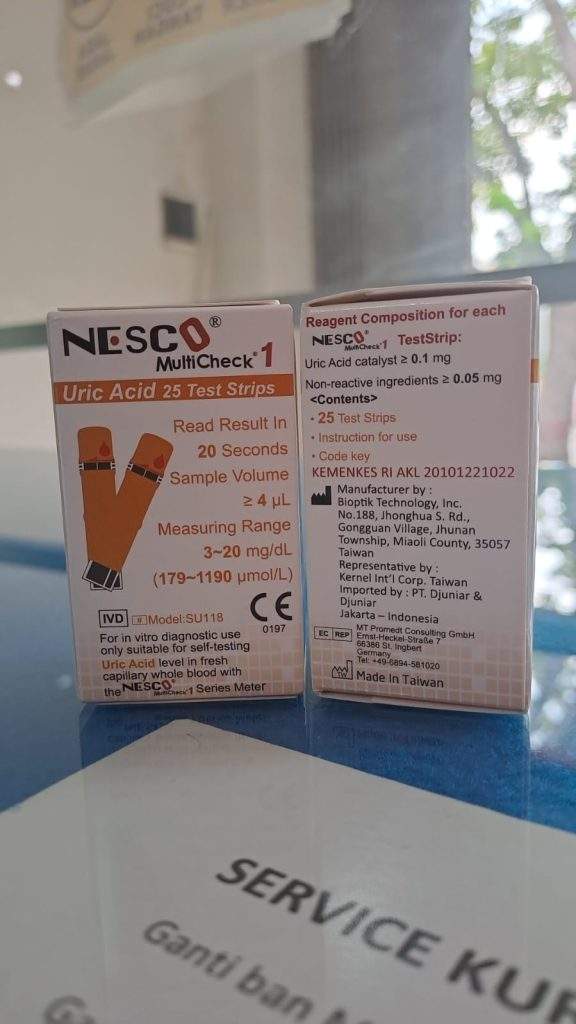 NESCO®
MultiCheck®1
Uric Acid 25 Test Strips
Read Result In
20 Seconds
Sample Volume
≥ 4 µL
Measuring Range
3~20 mg/dL
(179~1190 µmol/L)
IVD
Model:SU118
CE
0197
For in vitro diagnostic use
only suitable for self-testing
Uric Acid level in fresh
capillary whole blood with
the NESCO® MultiCheck®1 Series Meter
Reagent Composition for each
NESCO® MultiCheck®1 TestStrip:
Uric Acid catalyst ≥ 0.1 mg
Non-reactive ingredients ≥ 0.05 mg
<Contents>
• 25 Test Strips
• Instruction for use
• Code key
KEMENKES RI AKL 20101221022
Manufacturer by :
Bioptik Technology, Inc.
No.188, Jhonghua S. Rd.,
Gongguan Village, Jhunan
Township, Miaoli County, 35057
Taiwan
Representative by :
Kernel Int'l Corp. Taiwan
Imported by : PT. Djuniar &
Djuniar
Jakarta – Indonesia
EC REP
MT Promedt Consulting GmbH
Ernst-Heckel-Straße 7
66386 St. Ingbert
Germany
Tel: +49-6894-581020
TW
Made In Taiwan
SERVICE KUR
Ganti ban M
Ga